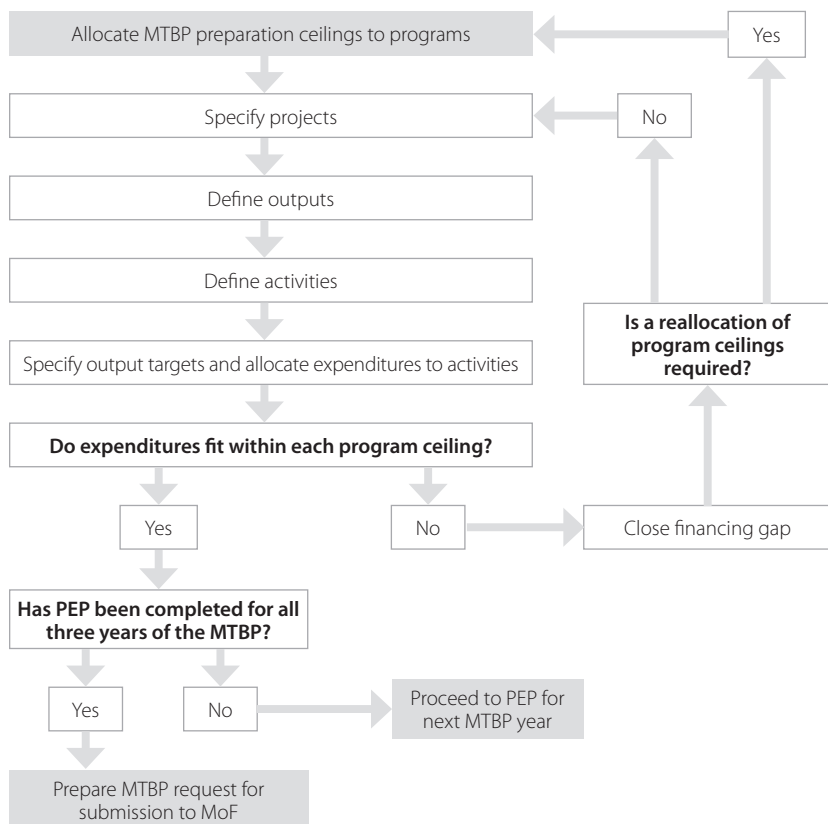 Allocate MTBP preparation ceilings to programs
Yes
Specify projects
No
Define outputs
Define activities
Is a reallocation of
program ceilings
required?
Specify output targets and allocate expenditures to activities
Do expenditures fit within each program ceiling?
Yes
No
Close financing gap
Has PEP been completed for all
three years of the MTBP?
Yes
No
Proceed to PEP for
next MTBP year
Prepare MTBP request for
submission to MoF